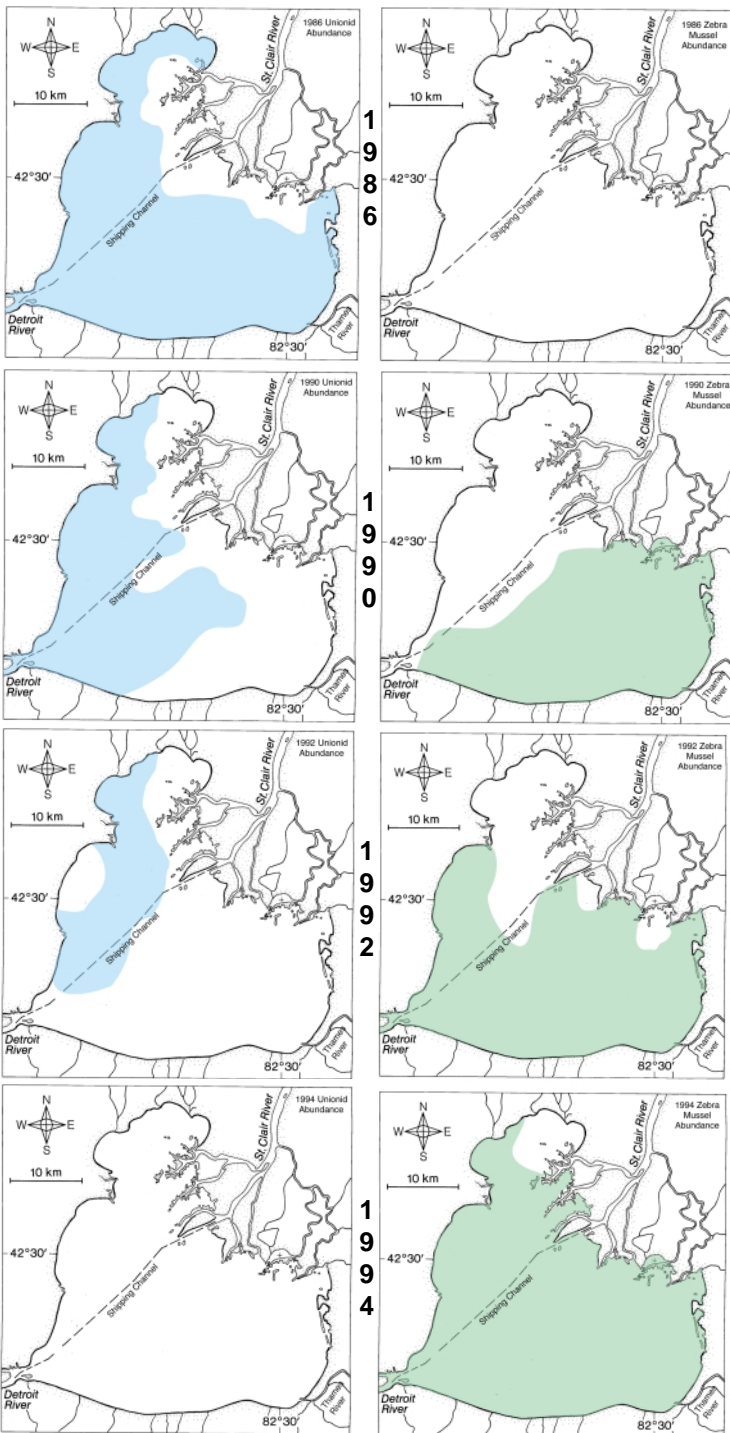 1986 Unionid
Abundance
N
W E
S
10 km
St. Clair River
42°30′
Shipping Channel
Detroit
River
82°30′
Thames
River
1986 Zebra
Mussel
Abundance
N
W E
S
10 km
St. Clair River
42°30′
Shipping Channel
Detroit
River
82°30′
Thames
River
1
9
8
6
1990 Unionid
Abundance
N
W E
S
10 km
St. Clair River
42°30′
Shipping Channel
Detroit
River
82°30′
Thames
River
1990 Zebra
Mussel
Abundance
N
W E
S
10 km
St. Clair River
42°30′
Shipping Channel
Detroit
River
82°30′
Thames
River
1
9
9
0
1992 Unionid
Abundance
N
W E
S
10 km
St. Clair River
42°30′
Shipping Channel
Detroit
River
82°30′
Thames
River
1992 Zebra
Mussel
Abundance
N
W E
S
10 km
St. Clair River
42°30′
Shipping Channel
Detroit
River
82°30′
Thames
River
1
9
9
2
1994 Unionid
Abundance
N
W E
S
10 km
St. Clair River
42°30′
Shipping Channel
Detroit
River
82°30′
Thames
River
1994 Zebra
Mussel
Abundance
N
W E
S
10 km
St. Clair River
42°30′
Shipping Channel
Detroit
River
82°30′
Thames
River
1
9
9
4